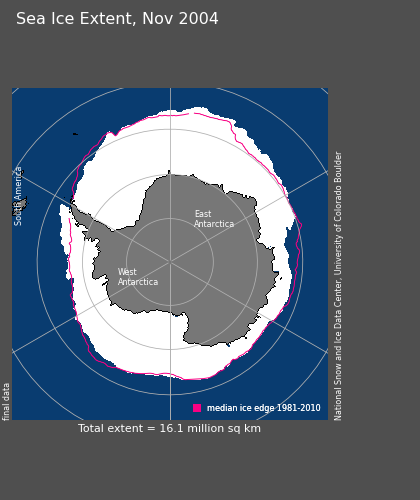 Sea Ice Extent, Nov 2004
South America
East
Antarctica
West
Antarctica
National Snow and Ice Data Center, University of Colorado Boulder
final data
median ice edge 1981-2010
Total extent = 16.1 million sq km